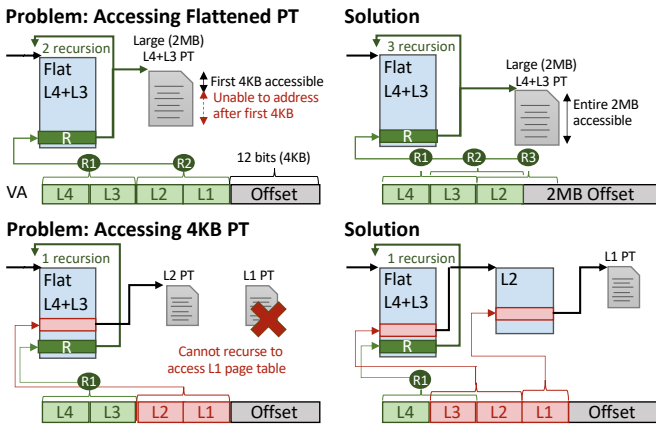 Problem: Accessing Flattened PT
2 recursion
Large (2MB)
L4+L3 PT
Flat
L4+L3
First 4KB accessible
Unable to address
after first 4KB
R
R1
R2
12 bits (4KB)
VA
L4
L3
L2
L1
Offset
Solution
3 recursion
Large (2MB)
L4+L3 PT
Flat
L4+L3
Entire 2MB
accessible
R
R1
R2
R3
L4
L3
L2
2MB Offset
Problem: Accessing 4KB PT
1 recursion
L2 PT
L1 PT
Flat
L4+L3
R
Cannot recurse to
access L1 page table
R1
L4
L3
L2
L1
Offset
Solution
1 recursion
L1 PT
Flat
L4+L3
L2
R
R1
L4
L3
L2
L1
Offset